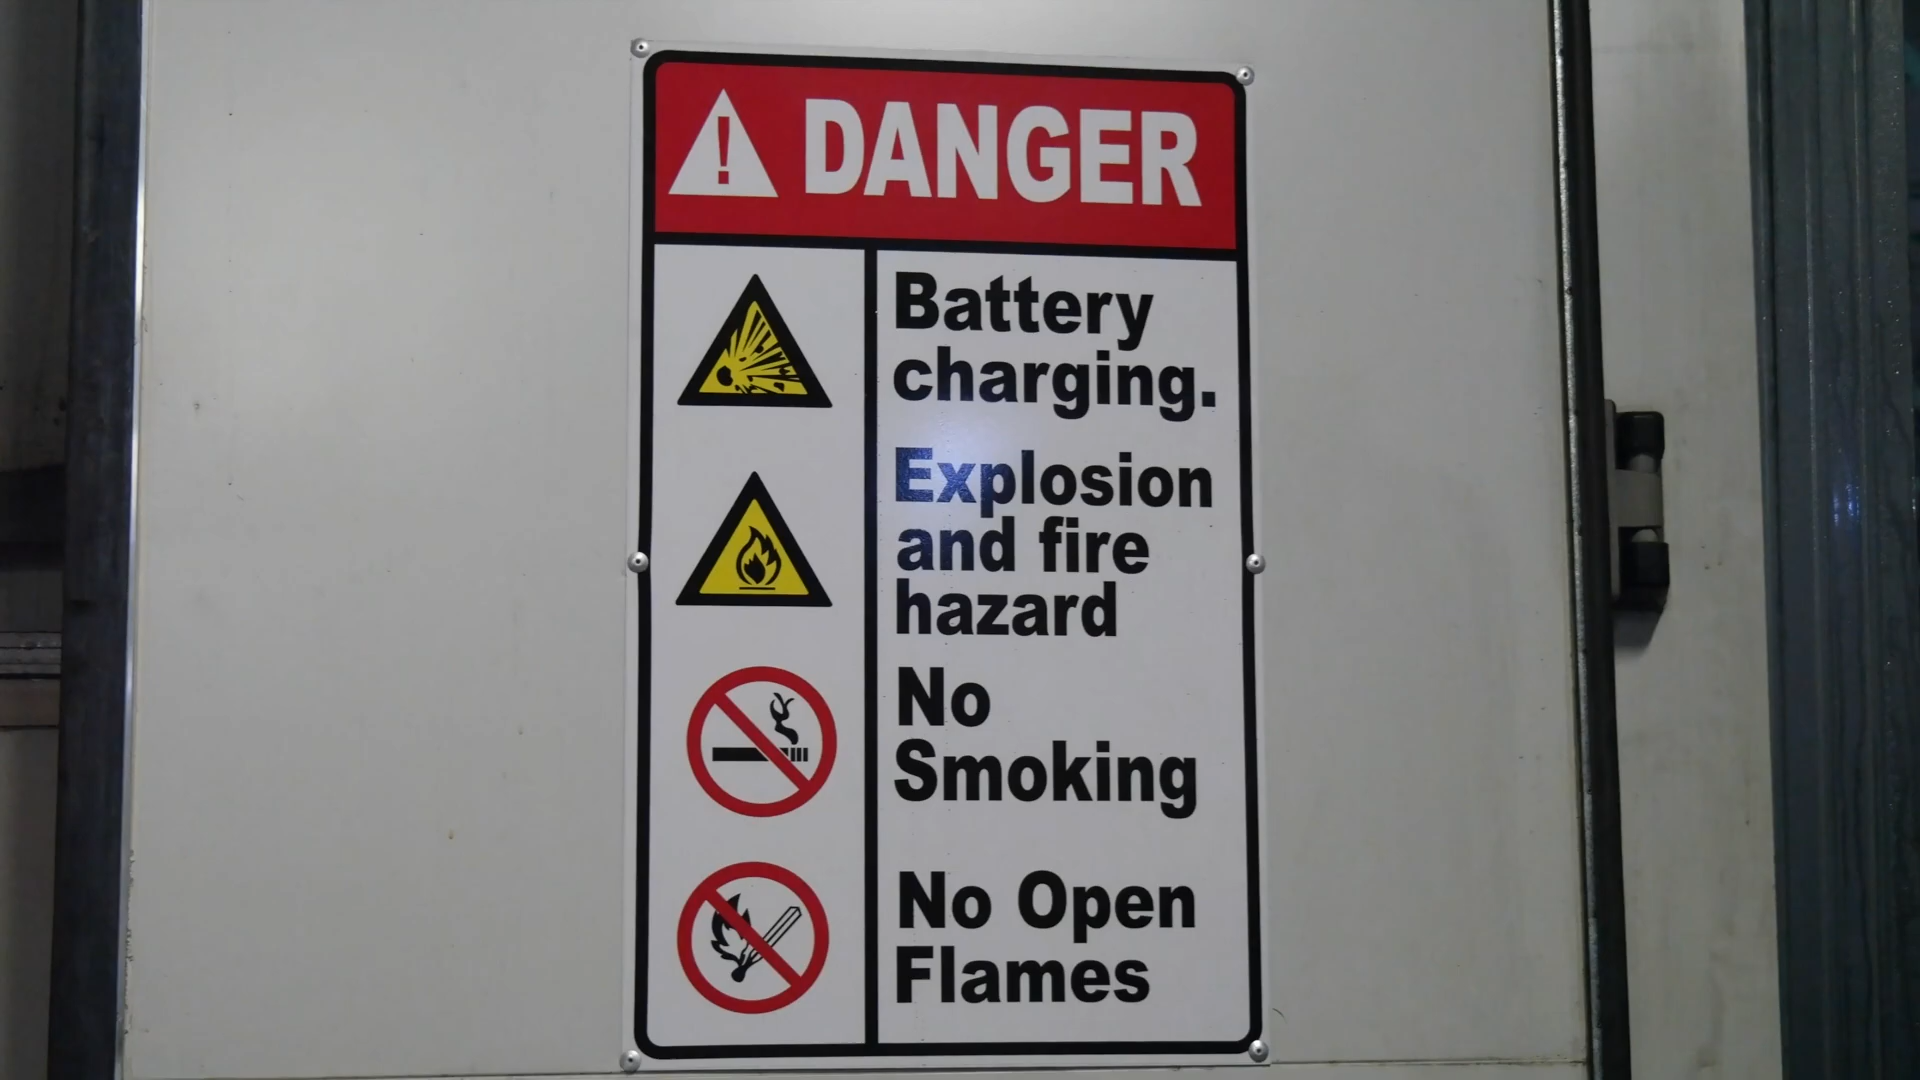 ! DANGER
Battery
charging.
Explosion
and fire
hazard
No
Smoking
No Open
Flames